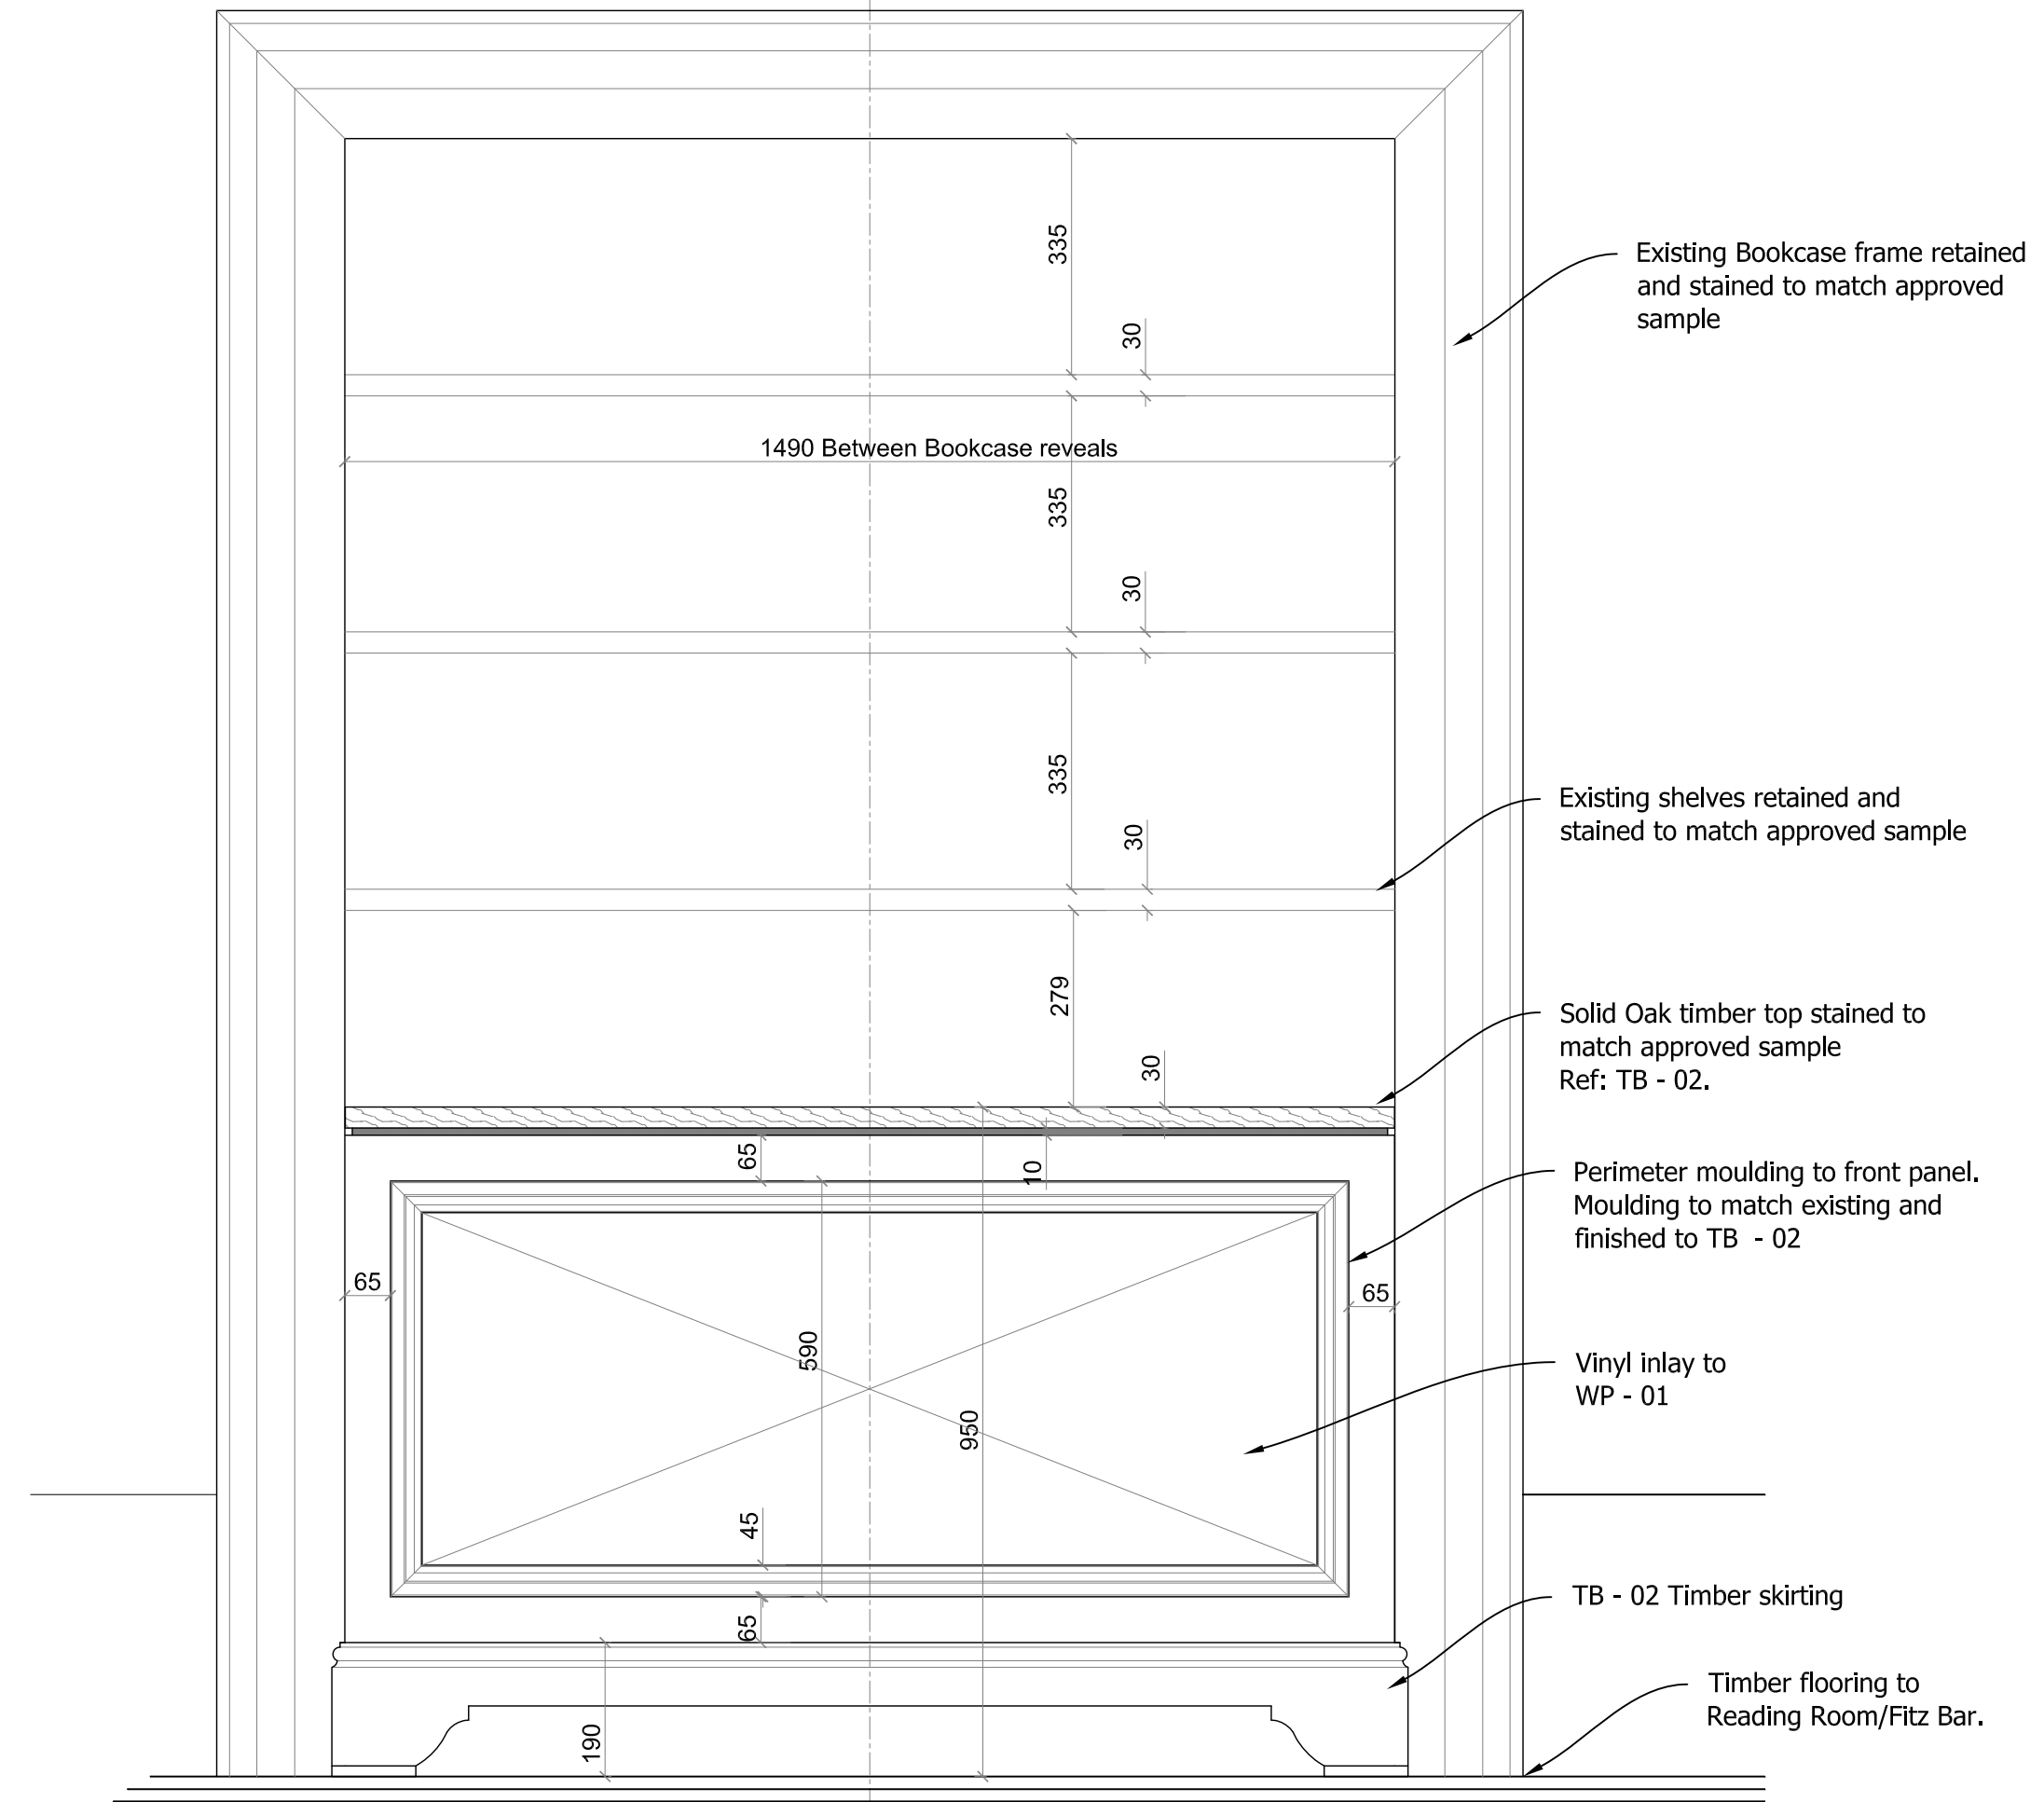 335
Existing Bookcase frame retained
and stained to match approved
sample
30
1490 Between Bookcase reveals
335
30
335
Existing shelves retained and
stained to match approved sample
30
279
Solid Oak timber top stained to
match approved sample
Ref: TB - 02.
30
65
10
Perimeter moulding to front panel.
Moulding to match existing and
finished to TB  - 02
65
65
590
Vinyl inlay to
WP - 01
950
45
TB - 02 Timber skirting
65
Timber flooring to
Reading Room/Fitz Bar.
190